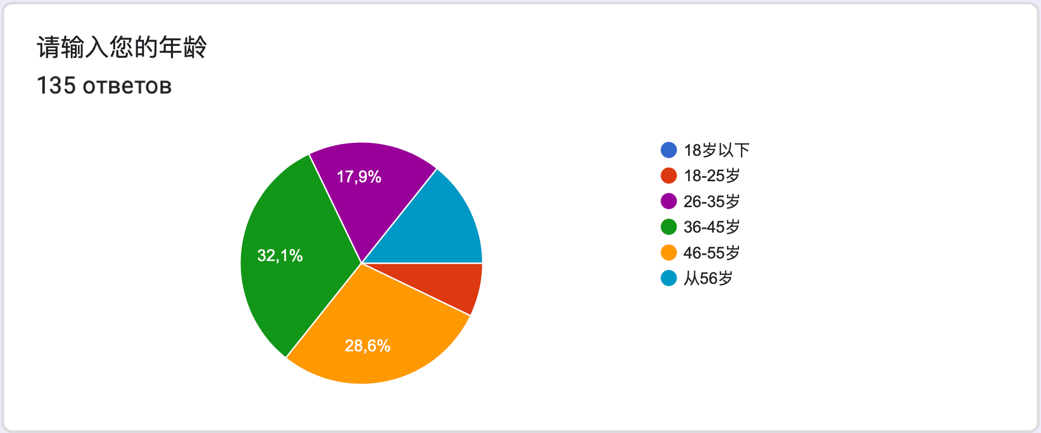 请输入您的年龄
135 ответов
17,9%
32,1%
28,6%
18岁以下
18-25岁
26-35岁
36-45岁
46-55岁
从56岁